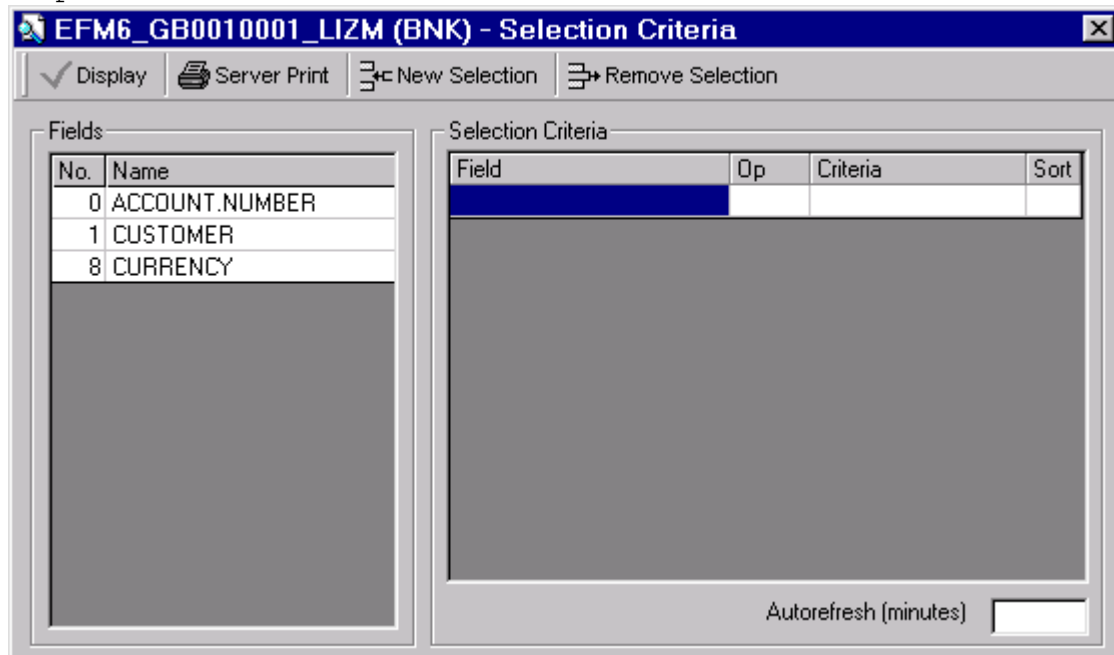 EFM6_GB0010001_LIZM (BNK) - Selection Criteria
Display Server Print New Selection Remove Selection
Fields
No. Name
0 ACCOUNT.NUMBER
1 CUSTOMER
8 CURRENCY
Selection Criteria
Field Op Criteria Sort
Autorefresh (minutes)